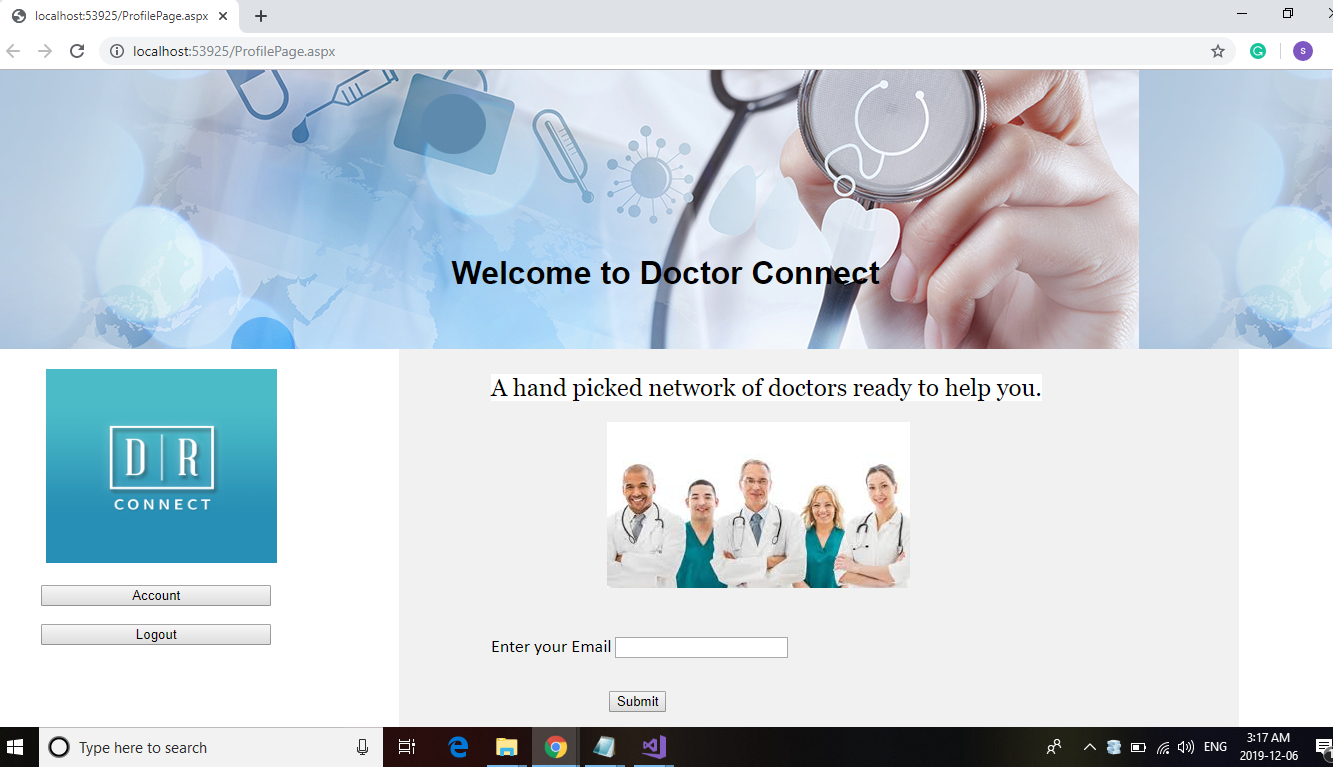 localhost:53925/ProfilePage.aspx
localhost:53925/ProfilePage.aspx
S
Welcome to Doctor Connect
A hand picked network of doctors ready to help you.
D R
CONNECT
Account
Logout
Enter your Email
Submit
Type here to search
ENG
3:17 AM
2019-12-06